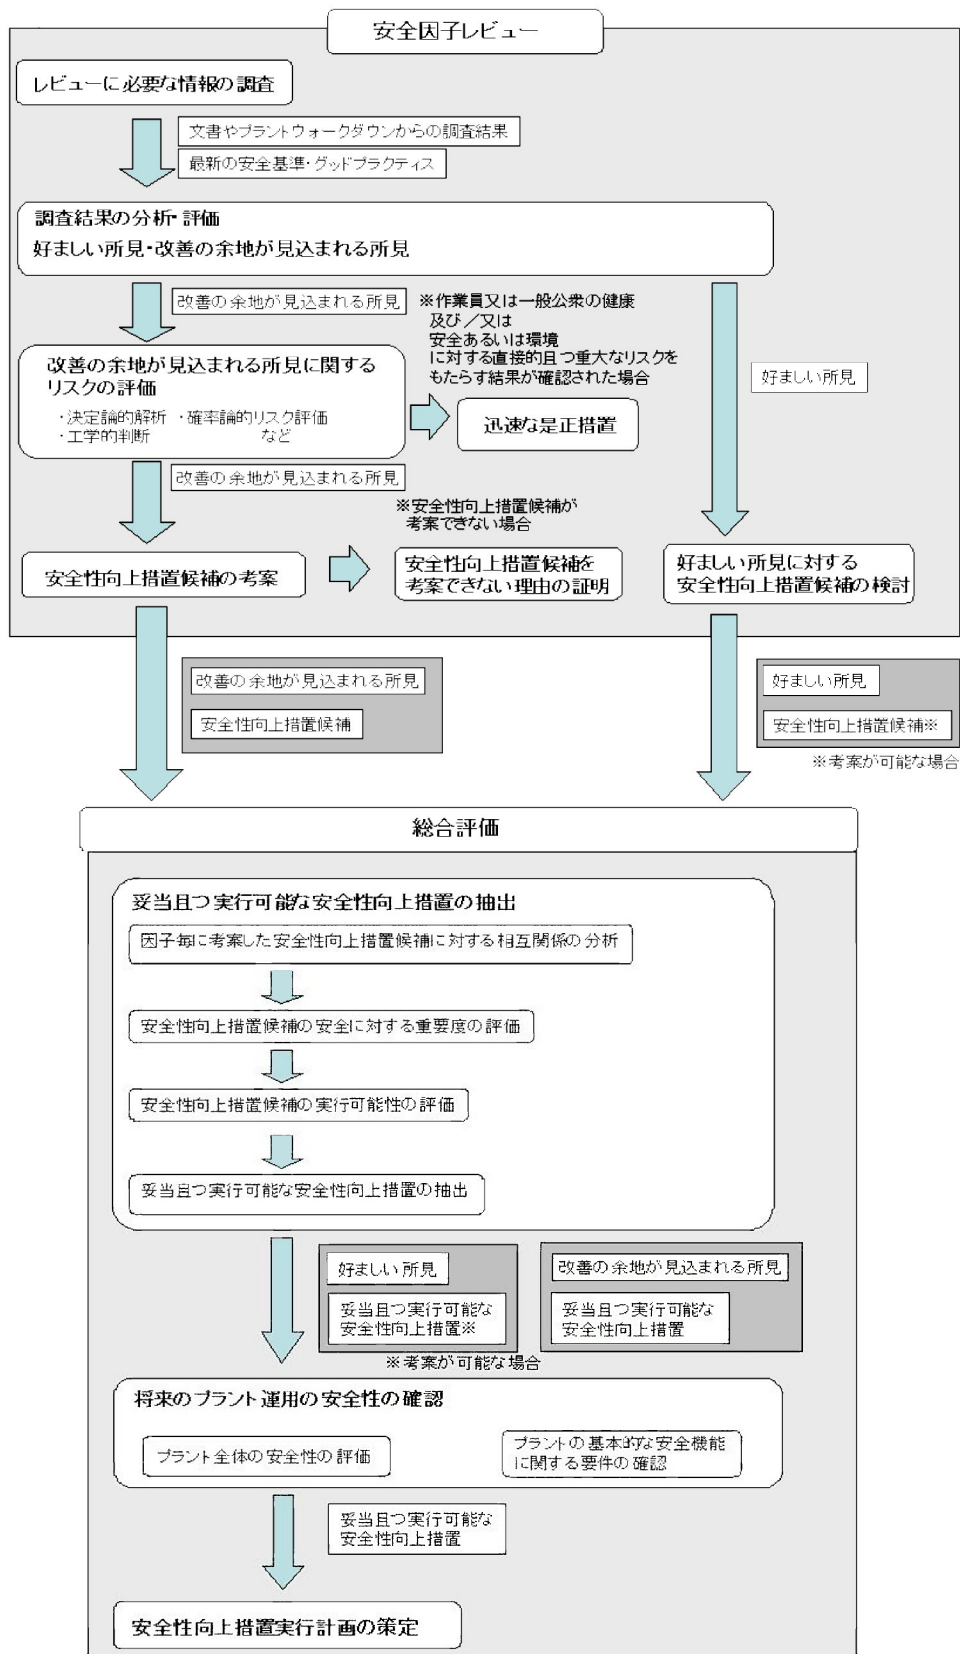 安全因子レビュー
レビューに必要な情報の調査
文書やプラントウォークダウンからの調査結果
最新の安全基準・グッドプラクティス
調査結果の分析・評価
好ましい所見・改善の余地が見込まれる所見
改善の余地が見込まれる所見
※作業員又は一般公衆の健康
及び／又は
安全あるいは環境
に対する直接的且つ重大なリスクを
もたらす結果が確認された場合
好ましい所見
改善の余地が見込まれる所見に関する
リスクの評価
・決定論的解析 ・確率論的リスク評価
・工学的判断 など
迅速な是正措置
改善の余地が見込まれる所見
※安全性向上措置候補が
考案できない場合
安全性向上措置候補の考案
安全性向上措置候補を
考案できない理由の証明
好ましい所見に対する
安全性向上措置候補の検討
改善の余地が見込まれる所見
安全性向上措置候補
好ましい所見
安全性向上措置候補※
※考案が可能な場合
総合評価
妥当且つ実行可能な安全性向上措置の抽出
因子毎に考案した安全性向上措置候補に対する相互関係の分析
安全性向上措置候補の安全に対する重要度の評価
安全性向上措置候補の実行可能性の評価
妥当且つ実行可能な安全性向上措置の抽出
好ましい所見
妥当且つ実行可能な
安全性向上措置※
改善の余地が見込まれる所見
妥当且つ実行可能な
安全性向上措置
※考案が可能な場合
将来のプラント運用の安全性の確認
プラント全体の安全性の評価
プラントの基本的な安全機能
に関する要件の確認
妥当且つ実行可能な
安全性向上措置
安全性向上措置実行計画の策定